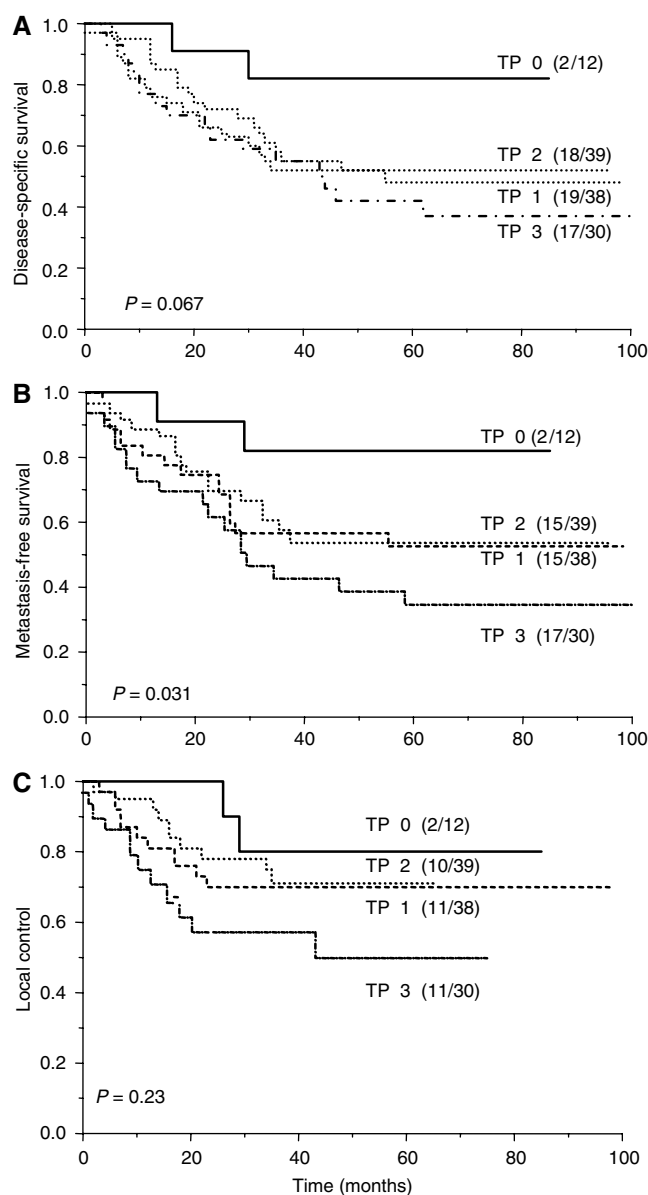 A
Disease-specific survival
1.0
0.8
0.6
0.4
0.2
0.0
TP 0 (2/12)
TP 2 (18/39)
TP 1 (19/38)
TP 3 (17/30)
P = 0.067
0 20 40 60 80 100
B
Metastasis-free survival
1.0
0.8
0.6
0.4
0.2
0.0
TP 0 (2/12)
TP 2 (15/39)
TP 1 (15/38)
TP 3 (17/30)
P = 0.031
0 20 40 60 80 100
C
Local control
1.0
0.8
0.6
0.4
0.2
0.0
TP 0 (2/12)
TP 2 (10/39)
TP 1 (11/38)
TP 3 (11/30)
P = 0.23
0 20 40 60 80 100
Time (months)